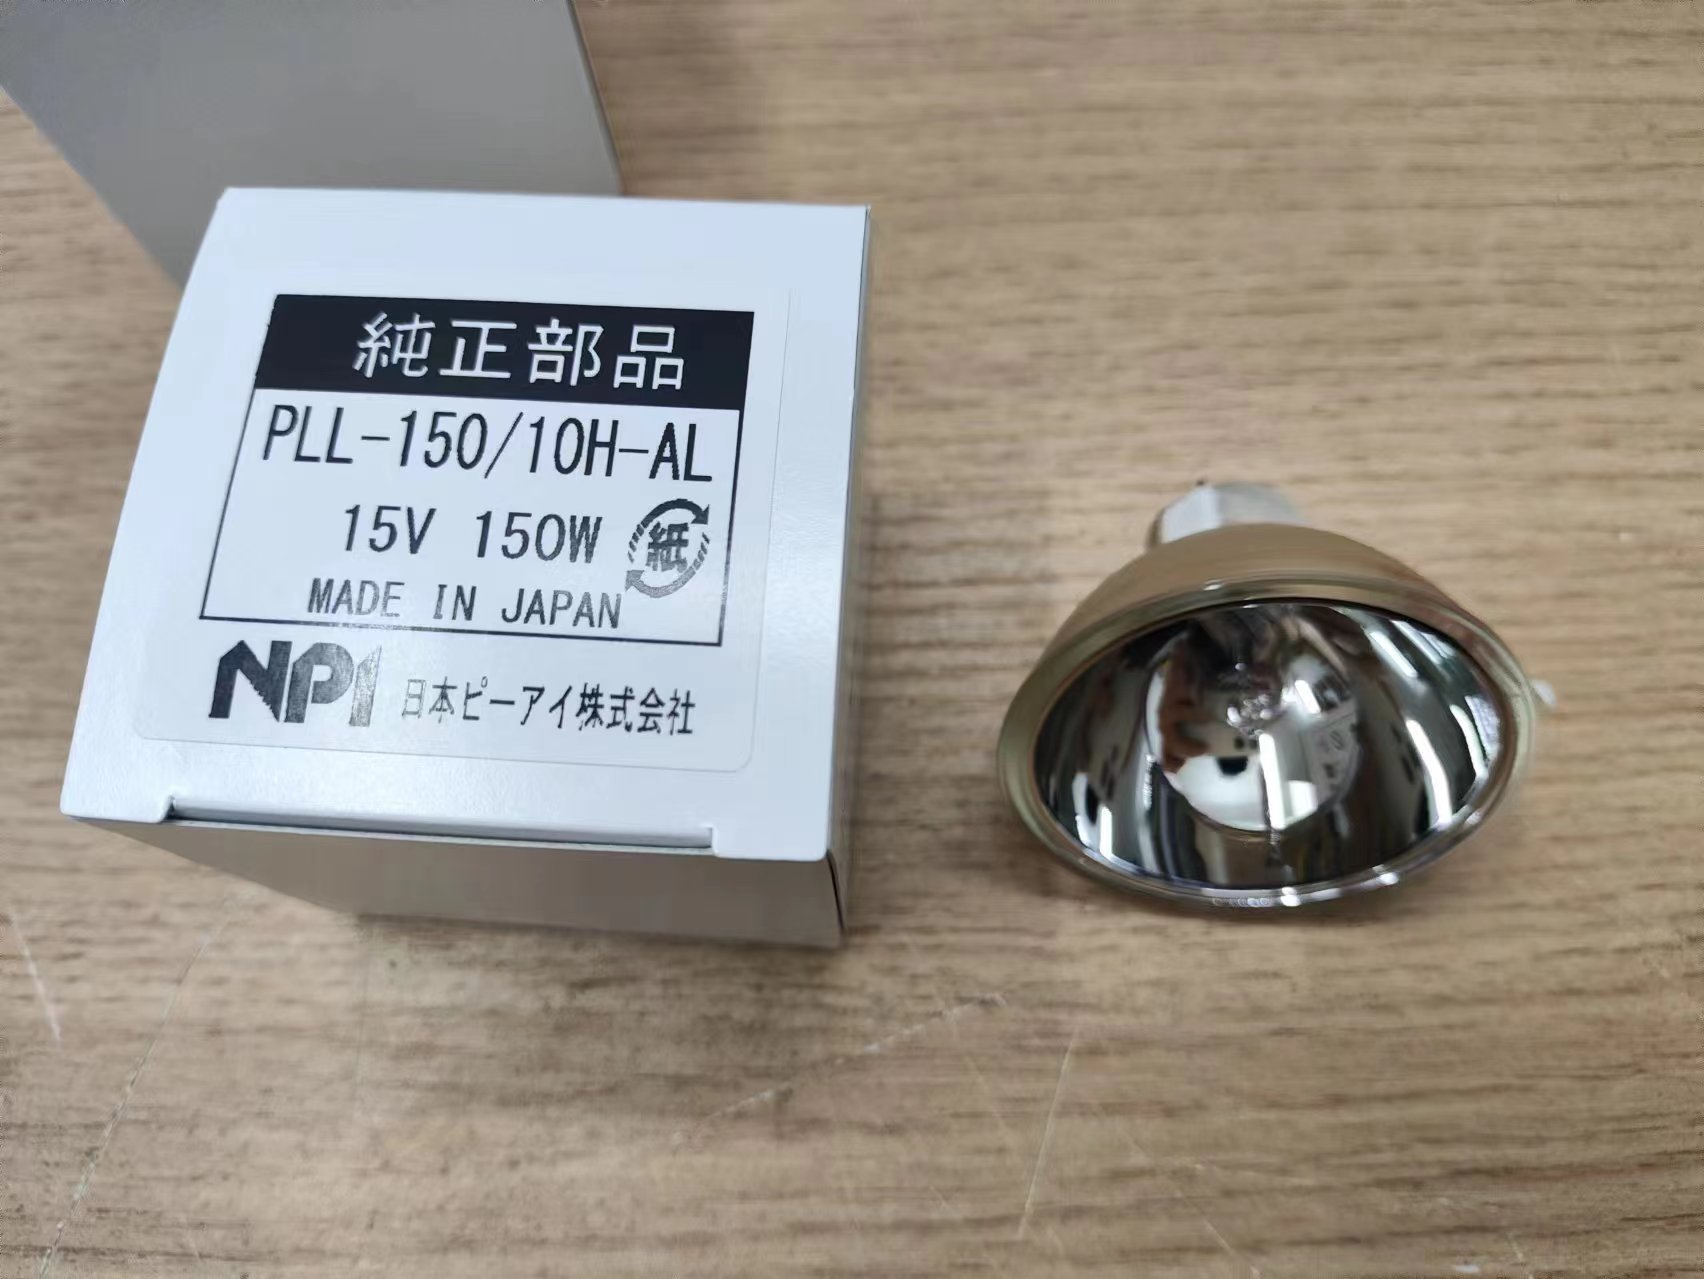 純正部品
PLL-150/10H-AL
15V 150W
紙
MADE IN JAPAN
NPI 日本ピーアイ株式会社